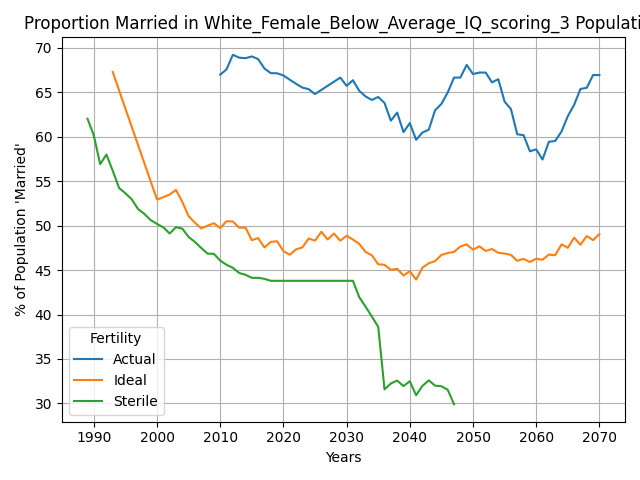 Proportion Married in White_Female_Below_Average_IQ_scoring_3 Populati
% of Population 'Married'
70
65
60
55
50
45
40
35
30
Fertility
Actual
Ideal
Sterile
1990 2000 2010 2020 2030 2040 2050 2060 2070
Years